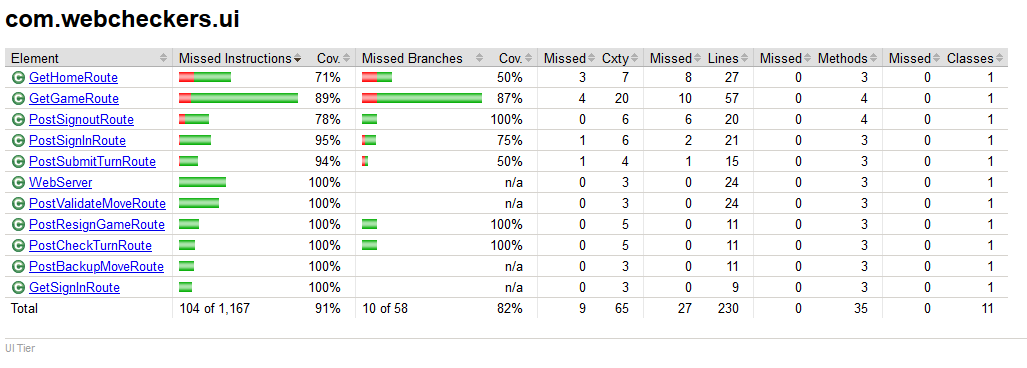 com.webcheckers.ui
Element Missed Instructions Cov. Missed Branches Cov. Missed Cxty Missed Lines Missed Methods Missed Classes
C GetHomeRoute 71% 50% 3 7 8 27 0 3 0 1
C GetGameRoute 89% 87% 4 20 10 57 0 4 0 1
C PostSignoutRoute 78% 100% 0 6 6 20 0 4 0 1
C PostSignInRoute 95% 75% 1 6 2 21 0 3 0 1
C PostSubmitTurnRoute 94% 50% 1 4 1 15 0 3 0 1
C WebServer 100% n/a 0 3 0 24 0 3 0 1
C PostValidateMoveRoute 100% n/a 0 3 0 24 0 3 0 1
C PostResignGameRoute 100% 100% 0 5 0 11 0 3 0 1
C PostCheckTurnRoute 100% 100% 0 5 0 11 0 3 0 1
C PostBackupMoveRoute 100% n/a 0 3 0 11 0 3 0 1
C GetSignInRoute 100% n/a 0 3 0 9 0 3 0 1
Total 104 of 1,167 91% 10 of 58 82% 9 65 27 230 0 35 0 11
UI Tier